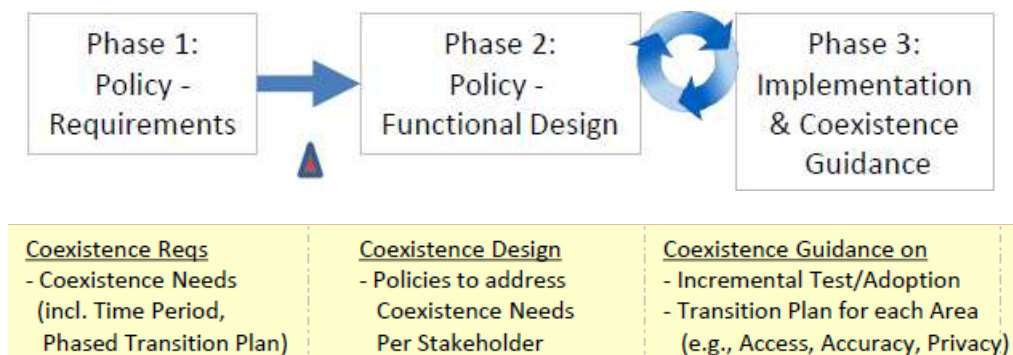 Phase 1:
Policy -
Requirements
Phase 2:
Policy -
Functional Design
Phase 3:
Implementation
& Coexistence
Guidance
Coexistence Reqs
- Coexistence Needs
(incl. Time Period,
Phased Transition Plan)
Coexistence Design
- Policies to address
Coexistence Needs
Per Stakeholder
Coexistence Guidance on
- Incremental Test/Adoption
- Transition Plan for each Area
(e.g., Access, Accuracy, Privacy)